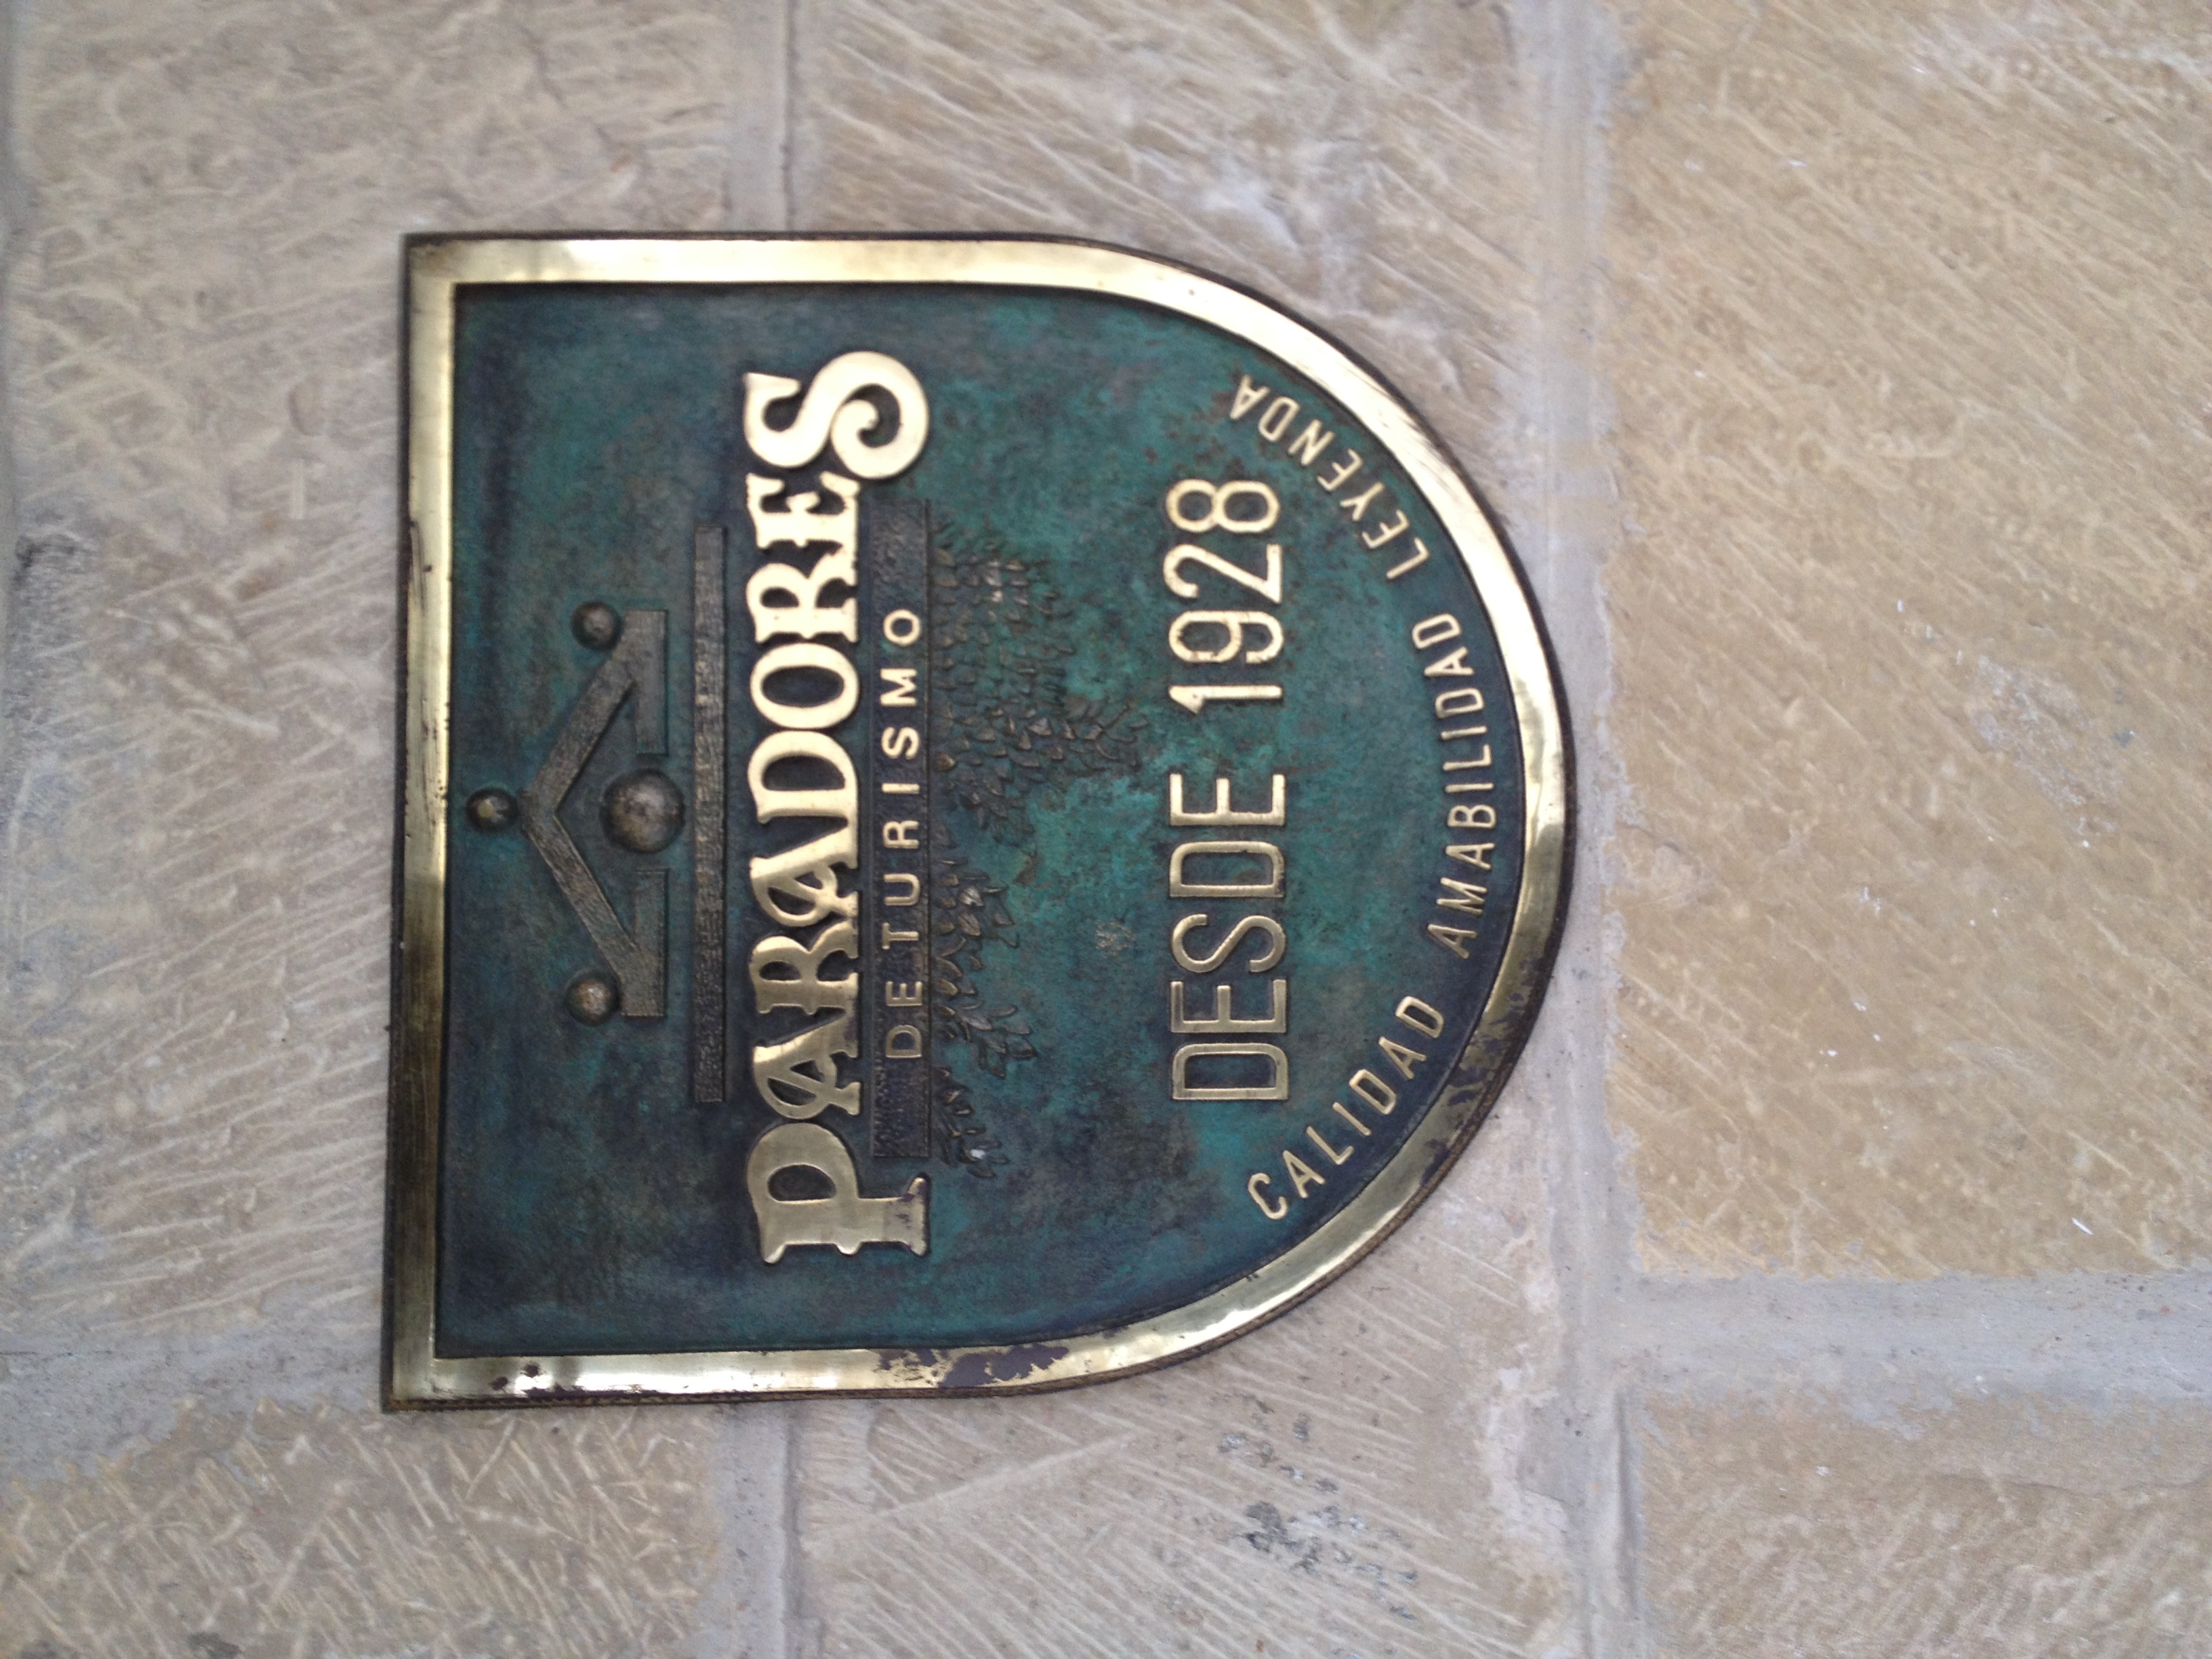 PARADORES
DE TURISMO
DESDE 1928
CALIDAD AMABILIDAD LEYENDA